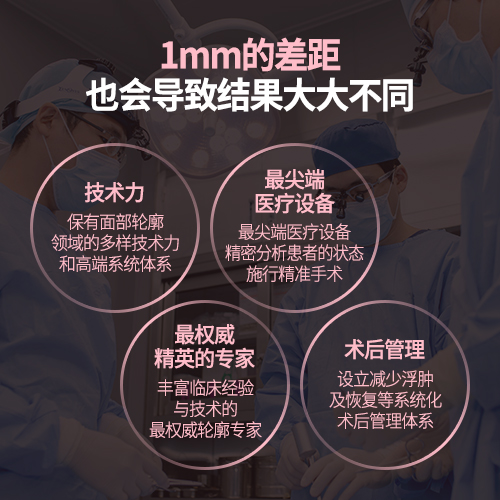 1mm的差距
也会导致结果大大不同
技术力
保有面部轮廓
领域的多样技术力
和高端系统体系
最尖端
医疗设备
最尖端医疗设备
精密分析患者的状态
施行精准手术
最权威
精英的专家
丰富临床经验
与技术的
最权威轮廓专家
术后管理
设立减少浮肿
及恢复等系统化
术后管理体系